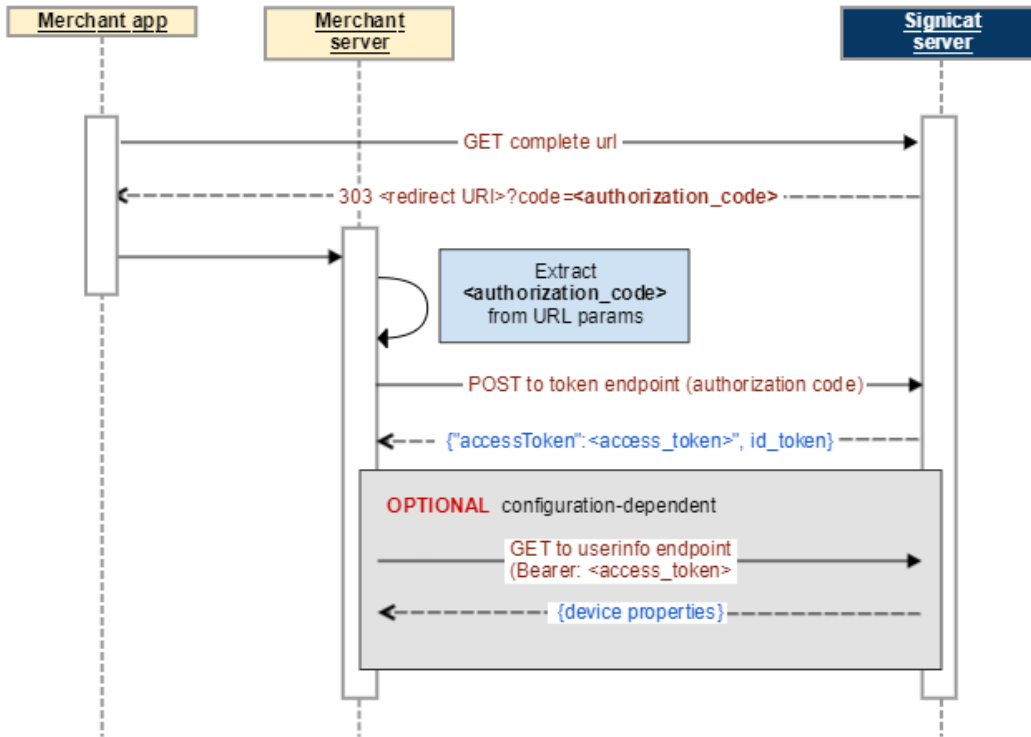 Merchant app
Merchant
server
Signicat
server
GET complete url
303 <redirect URI>?code=<authorization_code>
Extract
<authorization_code>
from URL params
POST to token endpoint (authorization code)
{"accessToken":<access_token>", id_token}
OPTIONAL configuration-dependent
GET to userinfo endpoint
(Bearer: <access_token>
{device properties}